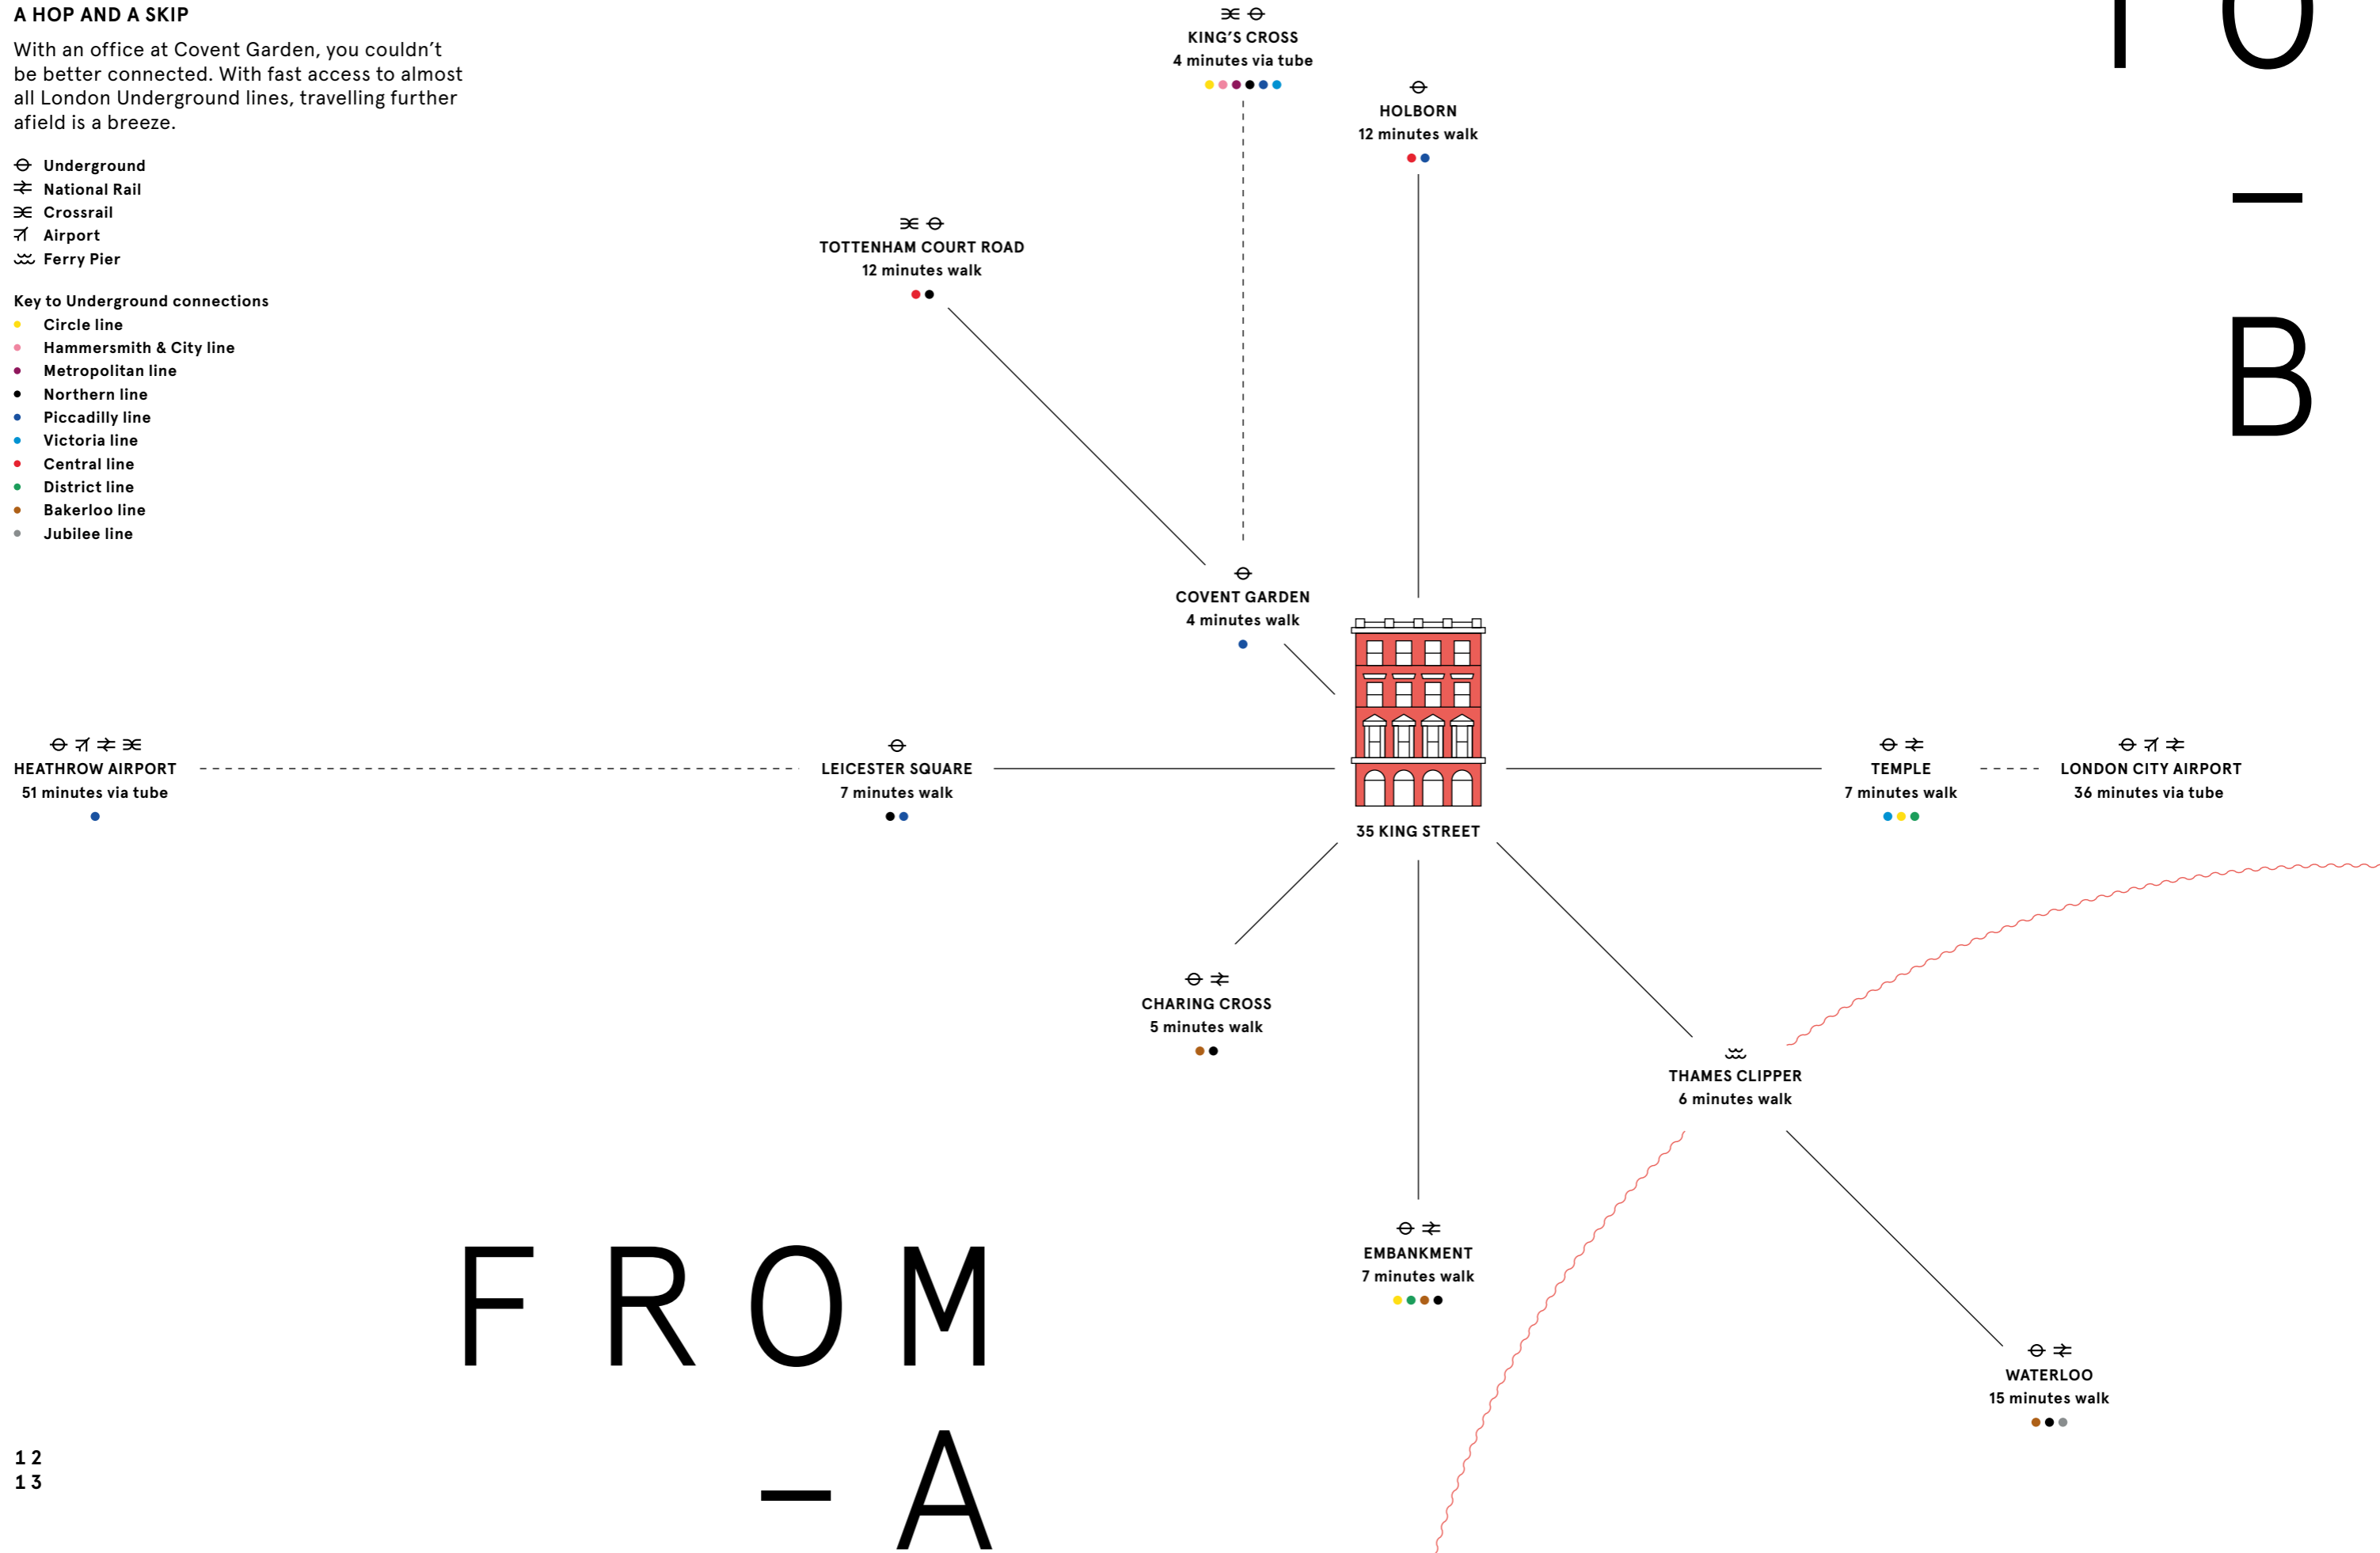 A HOP AND A SKIP
With an office at Covent Garden, you couldn’t
be better connected. With fast access to almost
all London Underground lines, travelling further
afield is a breeze.
Underground
National Rail
Crossrail
Airport
Ferry Pier
Key to Underground connections
Circle line
Hammersmith & City line
Metropolitan line
Northern line
Piccadilly line
Victoria line
Central line
District line
Bakerloo line
Jubilee line
KING’S CROSS
4 minutes via tube
HOLBORN
12 minutes walk
TOTTENHAM COURT ROAD
12 minutes walk
COVENT GARDEN
4 minutes walk
HEATHROW AIRPORT
51 minutes via tube
LEICESTER SQUARE
7 minutes walk
35 KING STREET
TEMPLE
7 minutes walk
LONDON CITY AIRPORT
36 minutes via tube
CHARING CROSS
5 minutes walk
THAMES CLIPPER
6 minutes walk
EMBANKMENT
7 minutes walk
WATERLOO
15 minutes walk
FROM
– A
TO
–
B
12
13